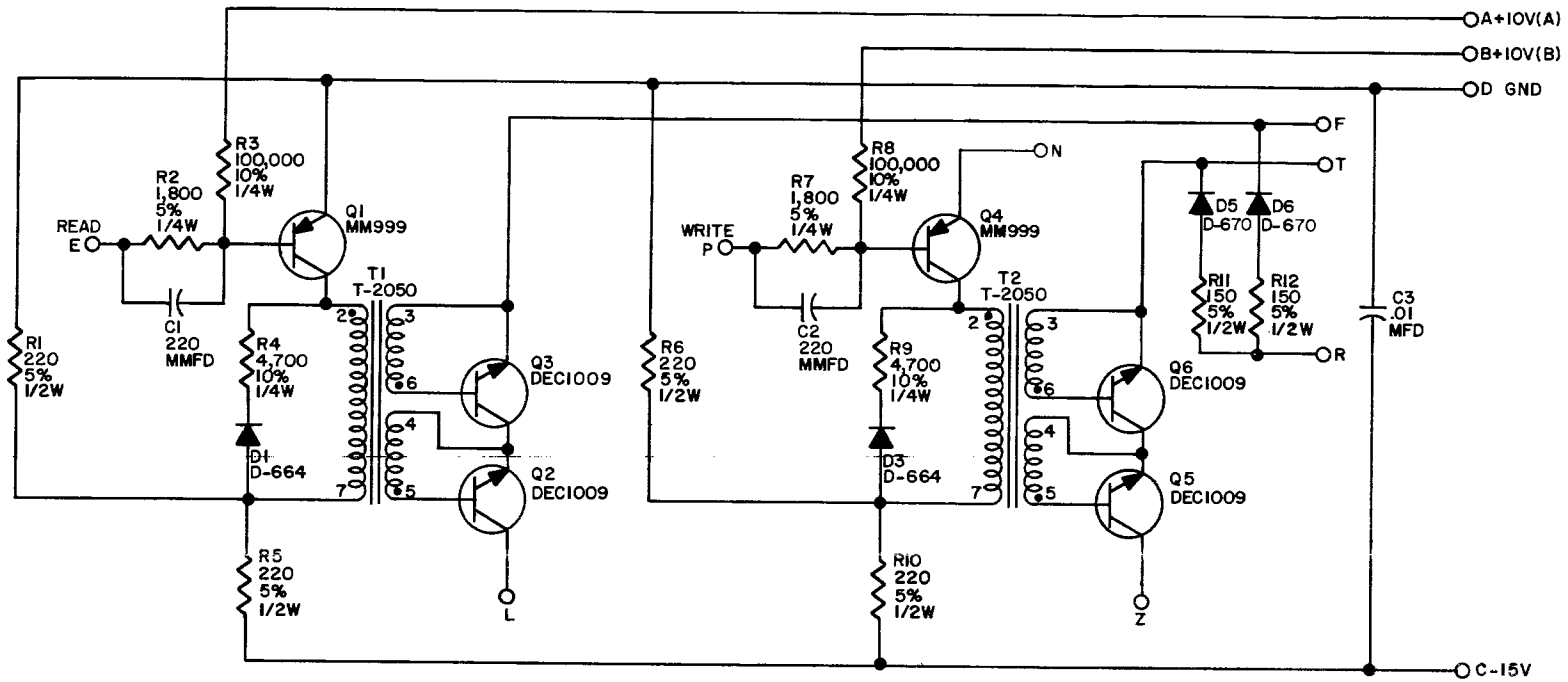 A+10V(A)
B+10V(B)
D GND
F
T
N
R3
100,000
10%
1/4W
R2
1,800
5%
1/4W
READ
E
Q1
MM999
C1
220
MMFD
R1
220
5%
1/2W
R4
4,700
10%
1/4W
D1
D-664
T1
T-2050
2
3
6
4
7
5
Q3
DEC1009
Q2
DEC1009
R5
220
5%
1/2W
L
R8
100,000
10%
1/4W
R7
1,800
5%
1/4W
WRITE
P
Q4
MM999
C2
220
MMFD
R6
220
5%
1/2W
R9
4,700
10%
1/4W
D3
D-664
T2
T-2050
2
3
6
4
7
5
Q6
DEC1009
Q5
DEC1009
R10
220
5%
1/2W
Z
D5
D-670
D6
D-670
R11
150
5%
1/2W
R12
150
5%
1/2W
R
C3
.01
MFD
C-15V